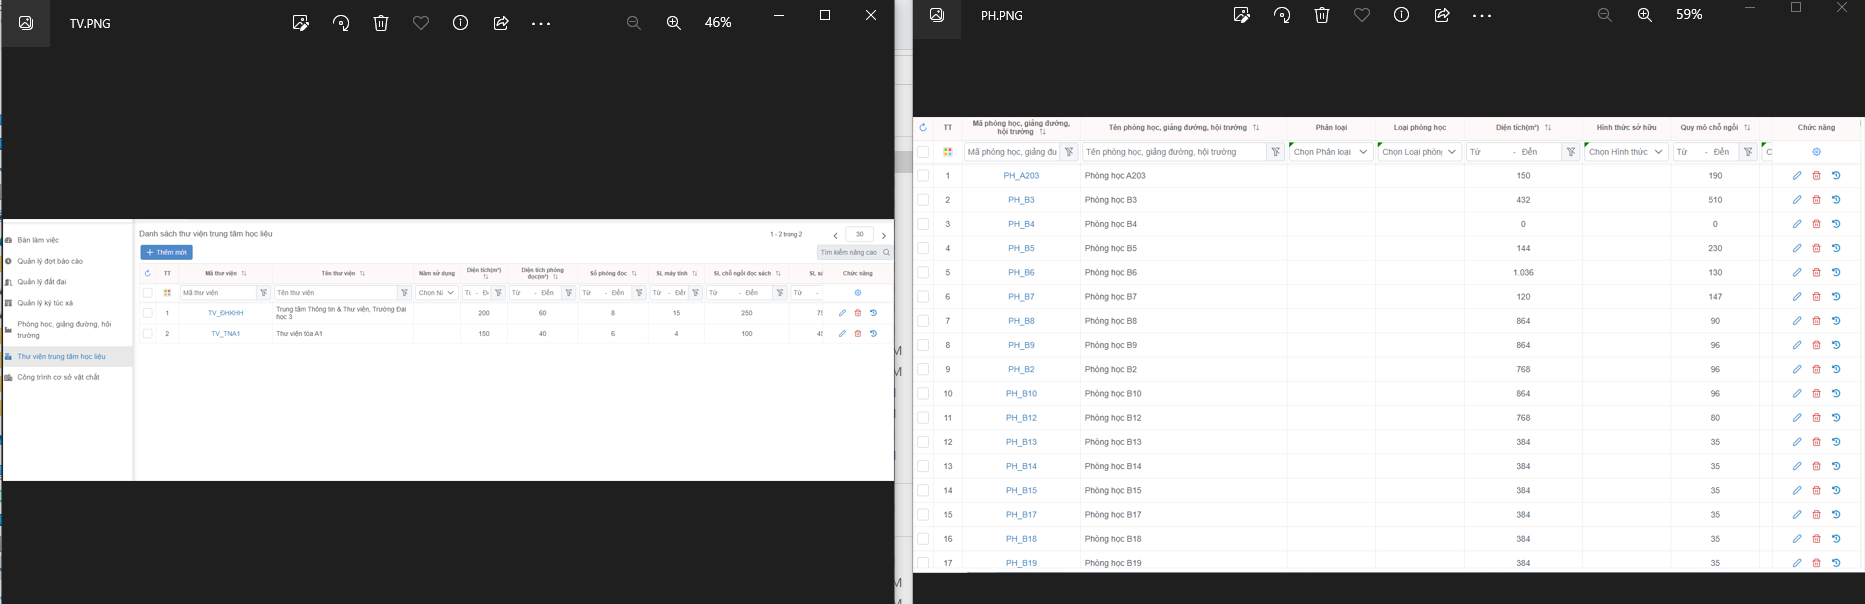 TV.PNG
46%
Bàn làm việc
Quản lý đợt báo cáo
Quản lý đất đai
Quản lý ký túc xá
Phòng học, giảng đường, hội
trường
Thư viện trung tâm học liệu
Công trình cơ sở vật chất
Danh sách thư viện trung tâm học liệu
1 - 2 trong 2
30
Thêm mới
Tìm kiếm nâng cao
TT Mã thư viện Tên thư viện Năm sử dụng Diện tích(m²) Diện tích phòng đọc(m²) Số phòng đọc SL máy tính SL chỗ ngồi đọc sách Chức năng
Mã thư viện Tên thư viện Từ - Đến Từ - Đến Từ - Đến Từ - Đến Từ -
1 TV_ĐHKHH Trung tâm Thông tin & Thư viện, Trường Đại học 3 200 60 8 15 250
2 TV_TNA1 Thư viện tòa A1 150 40 6 4 100
PH.PNG
59%
TT Mã phòng học, giảng đường, hội trường Tên phòng học, giảng đường, hội trường Phân loại Loại phòng học Diện tích(m²) Hình thức sở hữu Quy mô chỗ ngồi Chức năng
Mã phòng học, giảng đư Tên phòng học, giảng đường, hội trường Chọn Phân loại Chọn Loại phòng Từ - Đến Chọn Hình thức Từ - Đến C
1 PH_A203 Phòng học A203 150 190
2 PH_B3 Phòng học B3 432 510
3 PH_B4 Phòng học B4 0 0
4 PH_B5 Phòng học B5 144 230
5 PH_B6 Phòng học B6 1.036 130
6 PH_B7 Phòng học B7 120 147
7 PH_B8 Phòng học B8 864 90
8 PH_B9 Phòng học B9 864 96
9 PH_B2 Phòng học B2 768 96
10 PH_B10 Phòng học B10 864 96
11 PH_B12 Phòng học B12 768 80
12 PH_B13 Phòng học B13 384 35
13 PH_B14 Phòng học B14 384 35
14 PH_B15 Phòng học B15 384 35
15 PH_B17 Phòng học B17 384 35
16 PH_B18 Phòng học B18 384 35
17 PH_B19 Phòng học B19 384 35